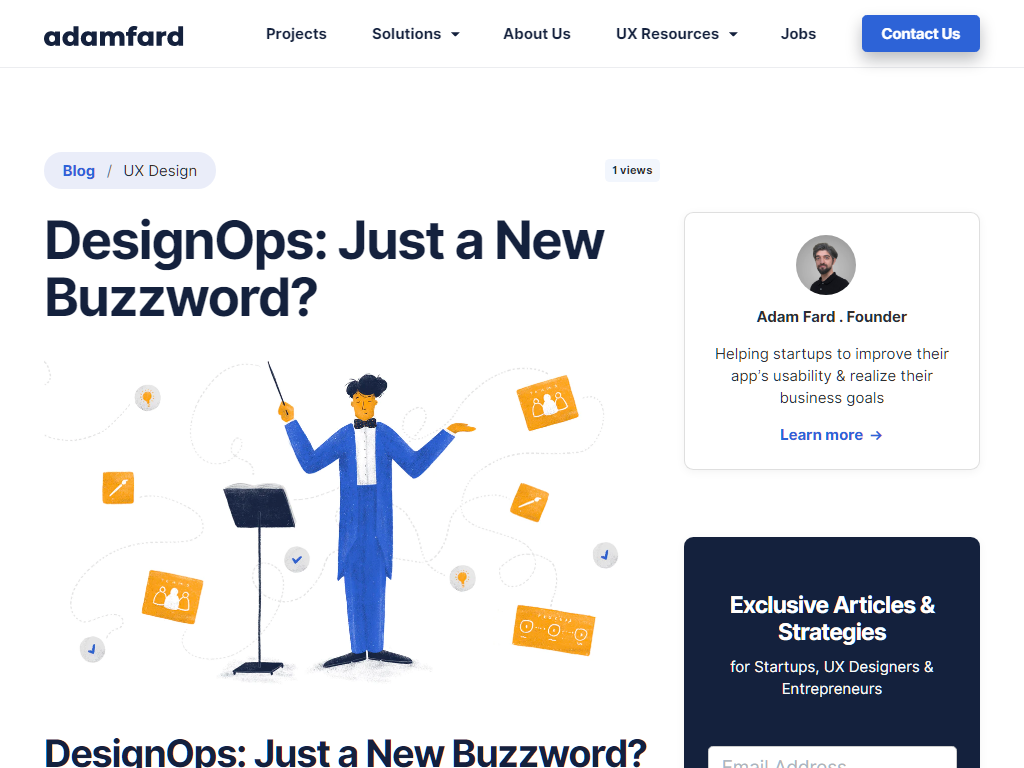 adamfard
Projects
Solutions
About Us
UX Resources
Jobs
Contact Us
Blog / UX Design
1 views
DesignOps: Just a New
Buzzword?
Adam Fard . Founder
Helping startups to improve their
app's usability & realize their
business goals
Learn more →
Exclusive Articles &
Strategies
for Startups, UX Designers &
Entrepreneurs
Email Address
DesignOps: Just a New Buzzword?